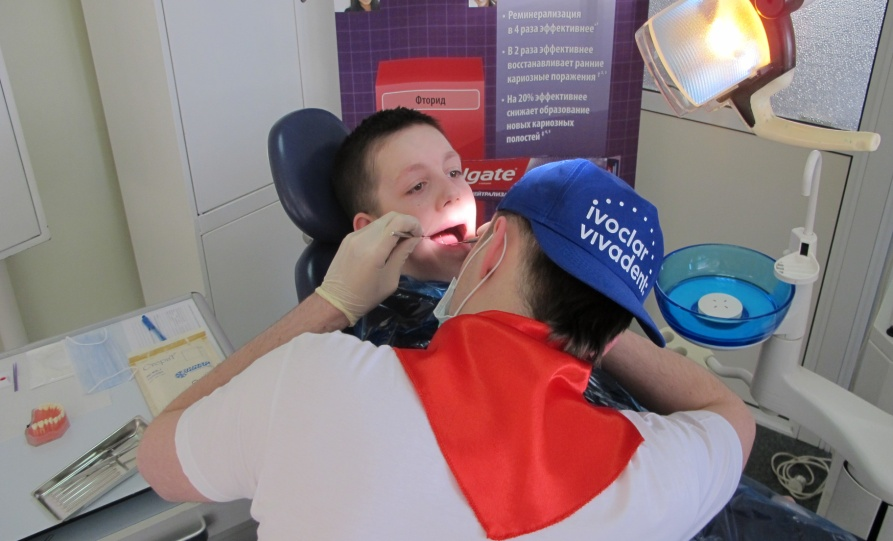 • Реминерализация
в 4 раза эффективнее
• В 2 раза эффективнее
восстанавливает ранние
кариозные поражения
• На 20% эффективнее
снижает образование
новых кариозных
полостей
Фторид
lgate
ivoclar
vivadent